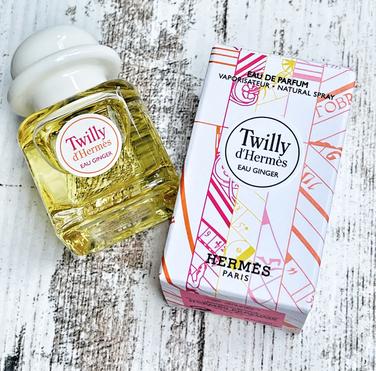 Twilly
d'Hermès
EAU GINGER
EAU DE PARFUM
VAPORISATEUR • NATURAL SPRAY
Twilly
d'Hermès
EAU GINGER
HERMÈS
PARIS